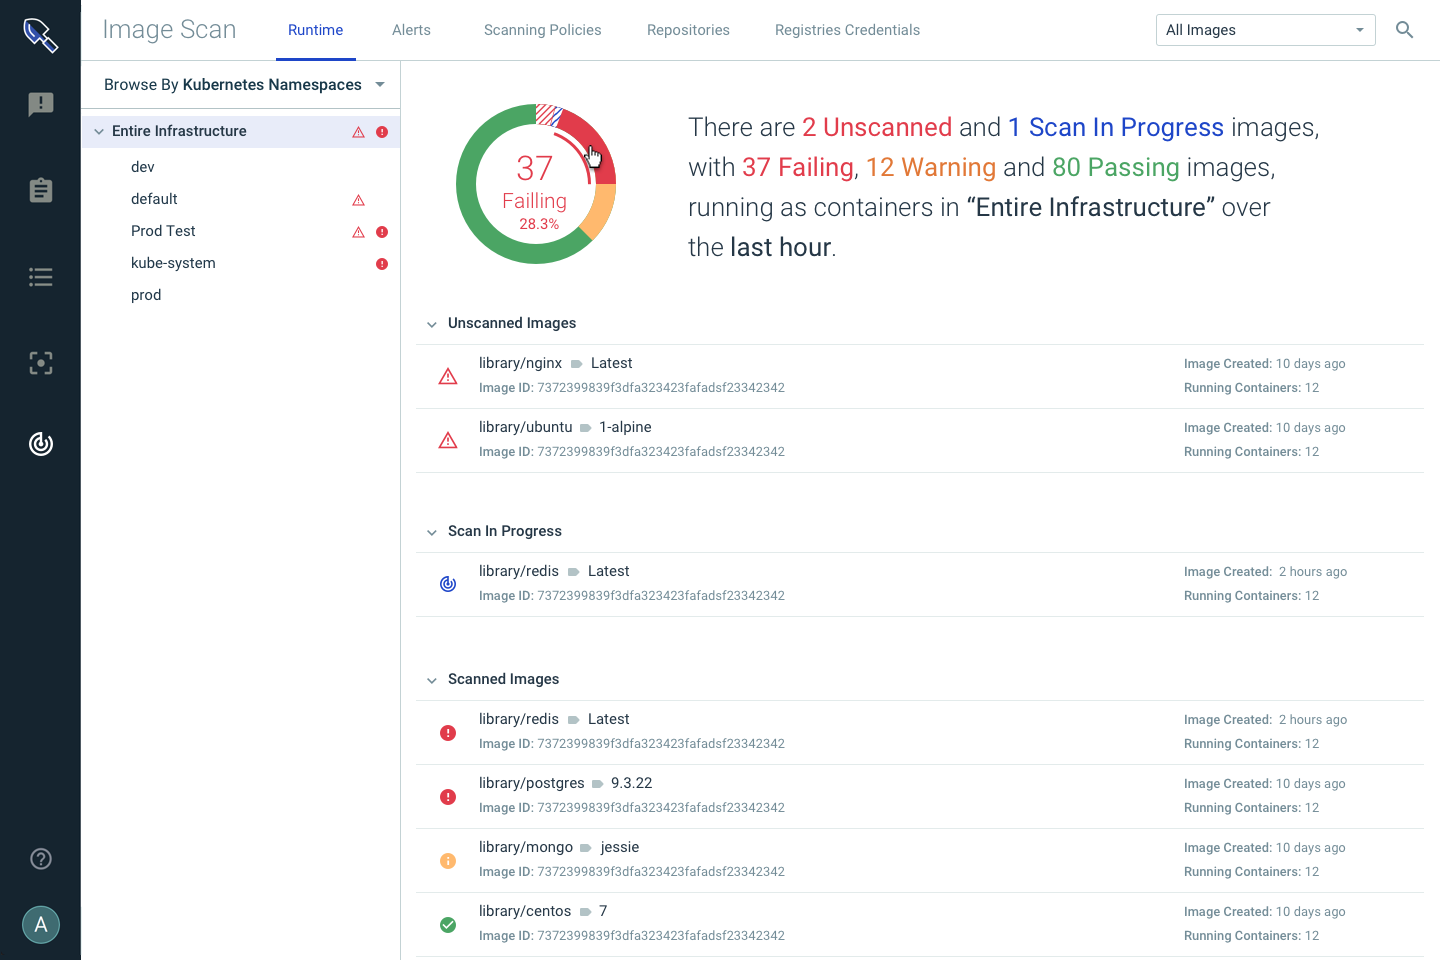 Image Scan
Runtime
Alerts
Scanning Policies
Repositories
Registries Credentials
All Images
Browse By Kubernetes Namespaces
Entire Infrastructure
dev
default
Prod Test
kube-system
prod
37
Failling
28.3%
There are 2 Unscanned and 1 Scan In Progress images,
with 37 Failing, 12 Warning and 80 Passing images,
running as containers in “Entire Infrastructure” over
the last hour.
Unscanned Images
library/nginx Latest
Image Created: 10 days ago
Image ID: 7372399839f3dfa323423fafadsf23342342
Running Containers: 12
library/ubuntu 1-alpine
Image Created: 10 days ago
Image ID: 7372399839f3dfa323423fafadsf23342342
Running Containers: 12
Scan In Progress
library/redis Latest
Image Created: 2 hours ago
Image ID: 7372399839f3dfa323423fafadsf23342342
Running Containers: 12
Scanned Images
library/redis Latest
Image Created: 2 hours ago
Image ID: 7372399839f3dfa323423fafadsf23342342
Running Containers: 12
library/postgres 9.3.22
Image Created: 10 days ago
Image ID: 7372399839f3dfa323423fafadsf23342342
Running Containers: 12
library/mongo jessie
Image Created: 10 days ago
Image ID: 7372399839f3dfa323423fafadsf23342342
Running Containers: 12
library/centos 7
Image Created: 10 days ago
Image ID: 7372399839f3dfa323423fafadsf23342342
Running Containers: 12
A